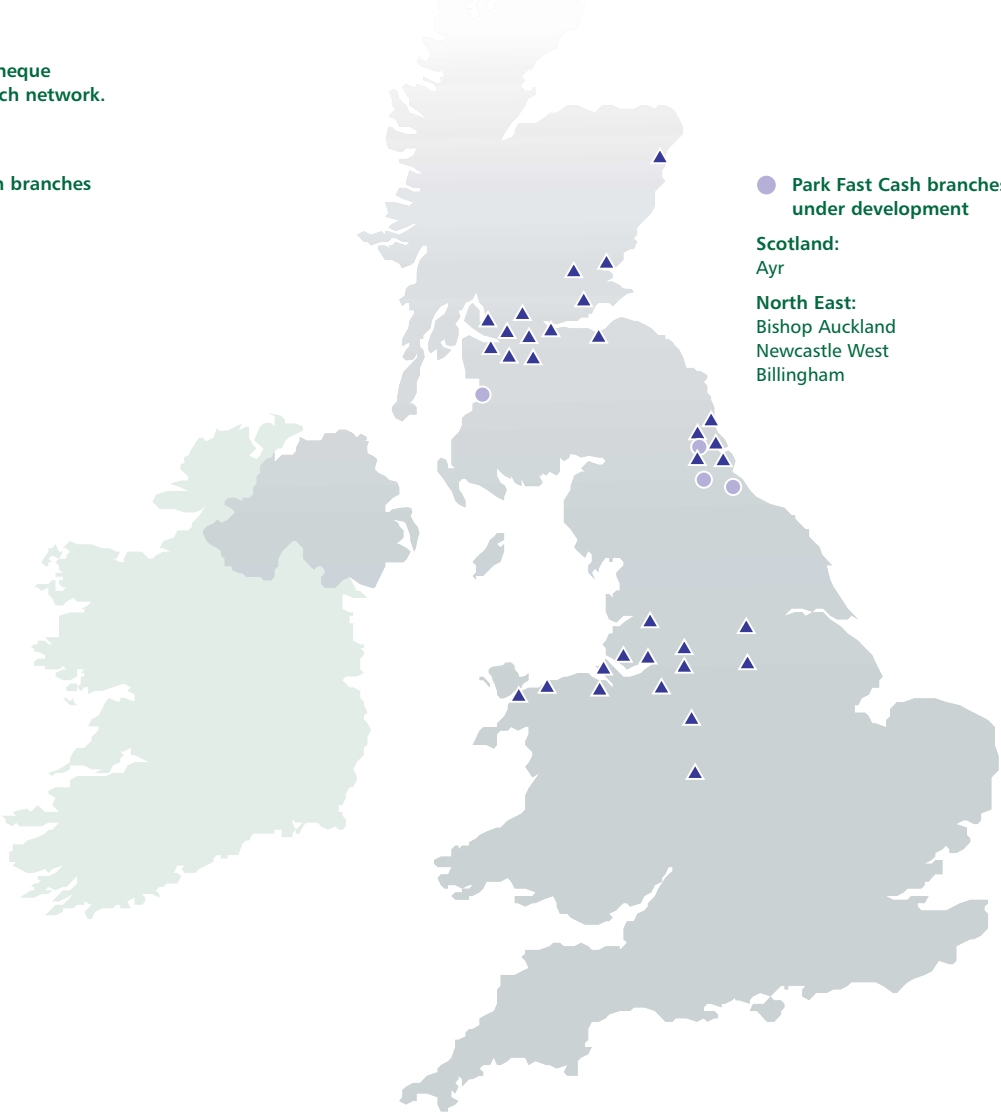 heque
ch network.
n branches
Park Fast Cash branches
under development
Scotland:
Ayr
North East:
Bishop Auckland
Newcastle West
Billingham